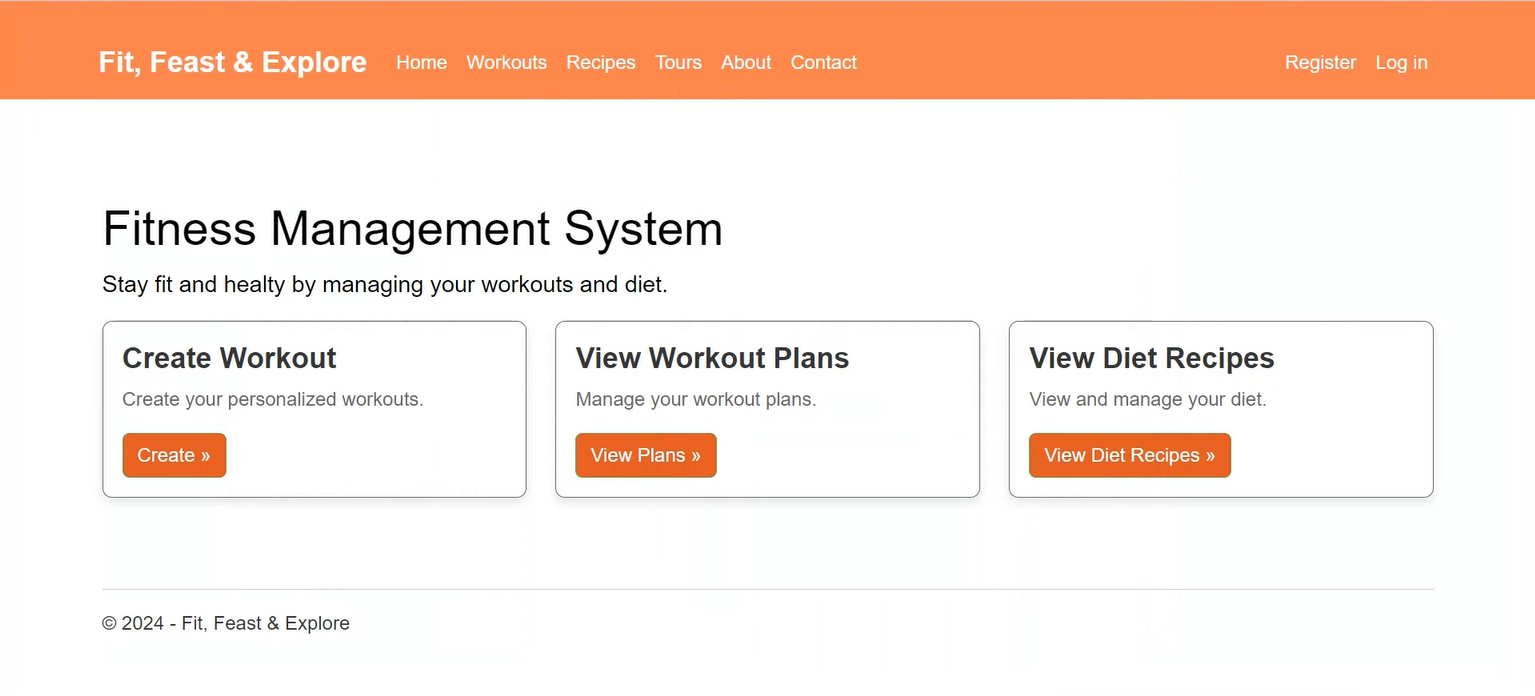 Fit, Feast & Explore Home Workouts Recipes Tours About Contact Register Log in
Fitness Management System
Stay fit and healty by managing your workouts and diet.
Create Workout
Create your personalized workouts.
Create »
View Workout Plans
Manage your workout plans.
View Plans »
View Diet Recipes
View and manage your diet.
View Diet Recipes »
© 2024 - Fit, Feast & Explore